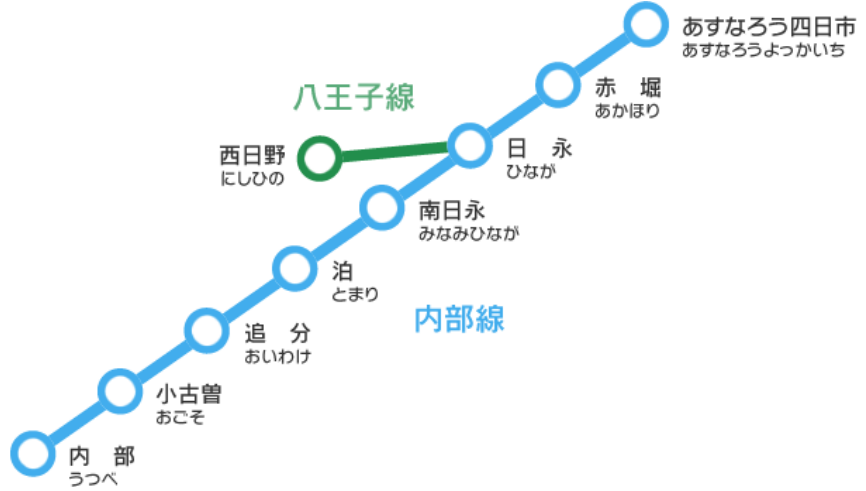 あすなろう四日市
あすなろうよっかいち
赤　堀
あかほり
八王子線
日　永
ひなが
西日野
にしひの
南日永
みなみひなが
泊
とまり
内部線
追　分
おいわけ
小古曽
おごそ
内　部
うつべ